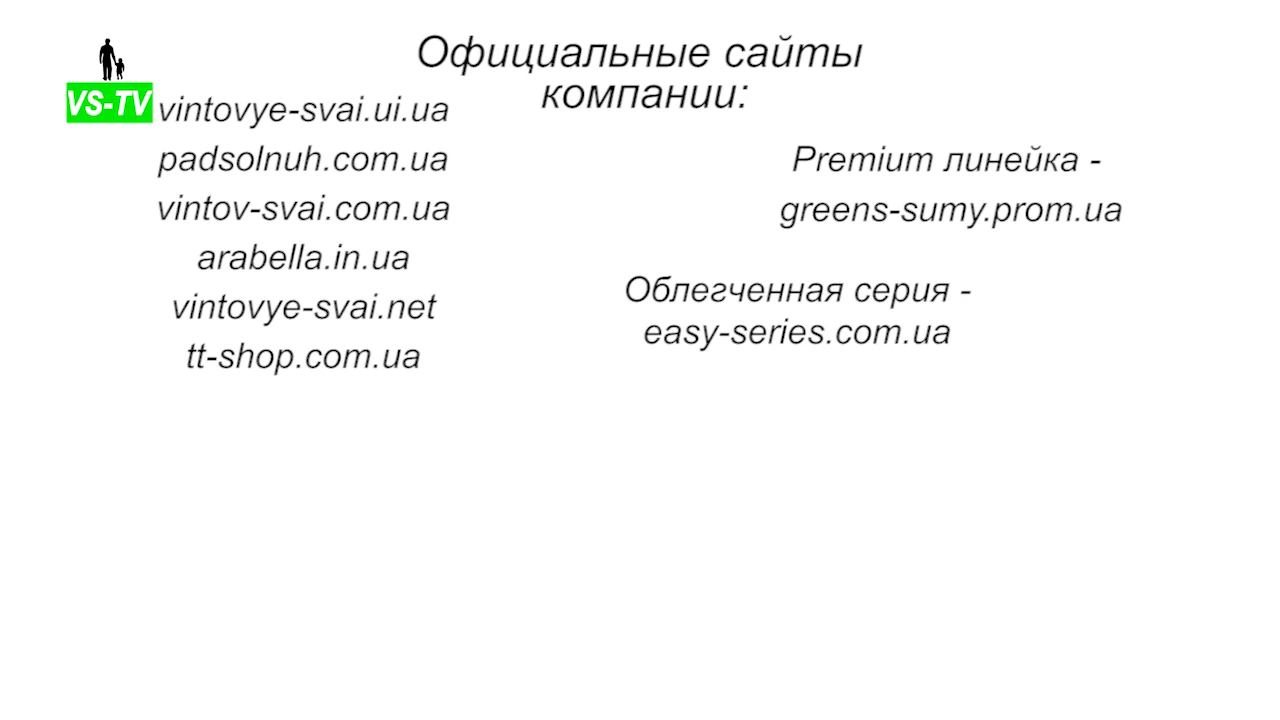 Официальные сайты
компании:
VS-TV
vintovye-svai.ui.ua
padsolnuh.com.ua
vintov-svai.com.ua
arabella.in.ua
vintovye-svai.net
tt-shop.com.ua
Premium линейка -
greens-sumy.prom.ua
Облегченная серия -
easy-series.com.ua